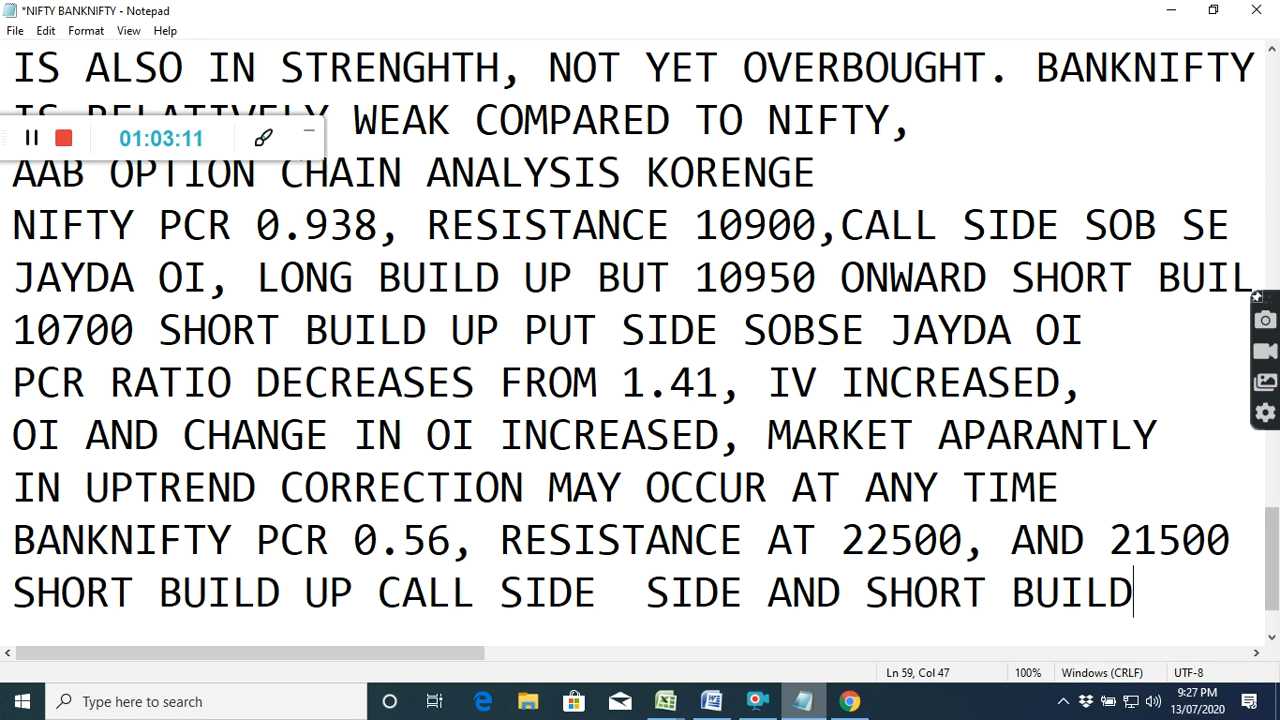 *NIFTY BANKNIFTY - Notepad
File Edit Format View Help
IS ALSO IN STRENGHTH, NOT YET OVERBOUGHT. BANKNIFTY
IS RELATIVELY WEAK COMPARED TO NIFTY,
01:03:11
AAB OPTION CHAIN ANALYSIS KORENGE
NIFTY PCR 0.938, RESISTANCE 10900,CALL SIDE SOB SE
JAYDA OI, LONG BUILD UP BUT 10950 ONWARD SHORT BUIL
10700 SHORT BUILD UP PUT SIDE SOBSE JAYDA OI
PCR RATIO DECREASES FROM 1.41, IV INCREASED,
OI AND CHANGE IN OI INCREASED, MARKET APARANTLY
IN UPTREND CORRECTION MAY OCCUR AT ANY TIME
BANKNIFTY PCR 0.56, RESISTANCE AT 22500, AND 21500
SHORT BUILD UP CALL SIDE  SIDE AND SHORT BUILD
Ln 59, Col 47 100% Windows (CRLF) UTF-8
Type here to search
9:27 PM
13/07/2020